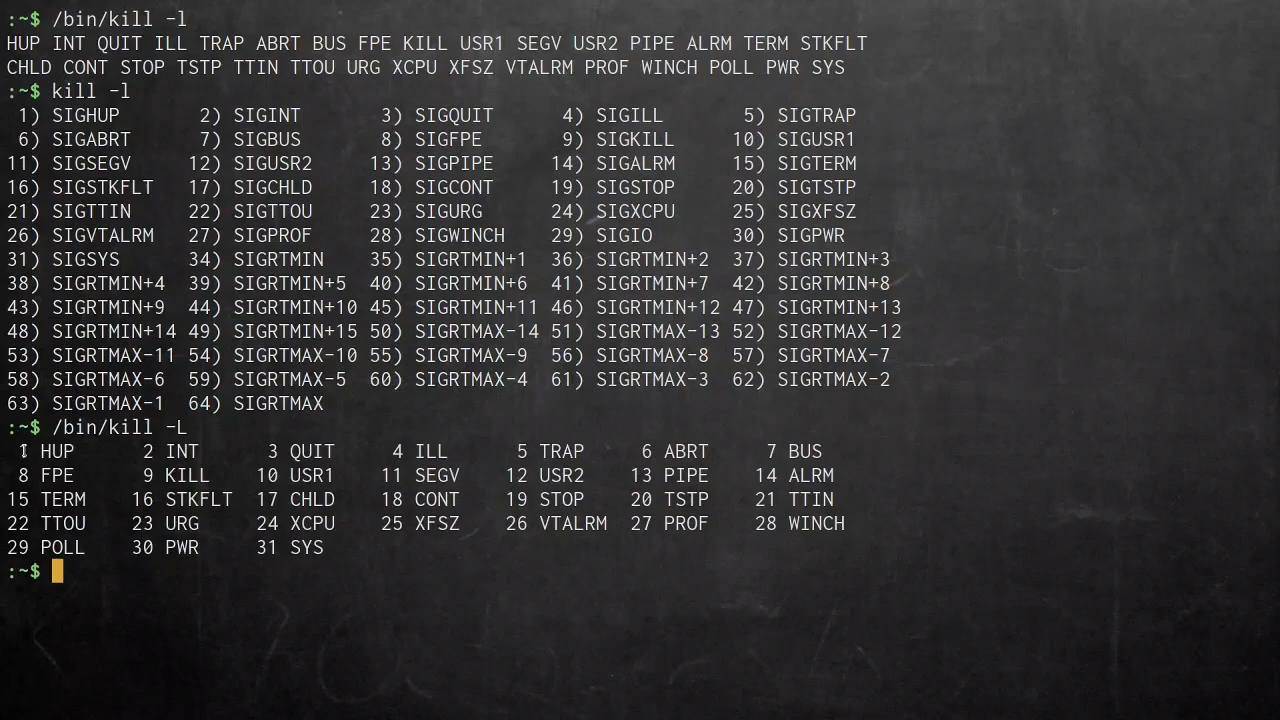 :~$ /bin/kill -l
HUP INT QUIT ILL TRAP ABRT BUS FPE KILL USR1 SEGV USR2 PIPE ALRM TERM STKFLT
CHLD CONT STOP TSTP TTIN TTOU URG XCPU XFSZ VTALRM PROF WINCH POLL PWR SYS
:~$ kill -l
 1) SIGHUP       2) SIGINT       3) SIGQUIT      4) SIGILL       5) SIGTRAP
 6) SIGABRT      7) SIGBUS       8) SIGFPE       9) SIGKILL     10) SIGUSR1
11) SIGSEGV     12) SIGUSR2     13) SIGPIPE     14) SIGALRM     15) SIGTERM
16) SIGSTKFLT   17) SIGCHLD     18) SIGCONT     19) SIGSTOP     20) SIGTSTP
21) SIGTTIN     22) SIGTTOU     23) SIGURG      24) SIGXCPU     25) SIGXFSZ
26) SIGVTALRM   27) SIGPROF     28) SIGWINCH    29) SIGIO       30) SIGPWR
31) SIGSYS      34) SIGRTMIN    35) SIGRTMIN+1  36) SIGRTMIN+2  37) SIGRTMIN+3
38) SIGRTMIN+4  39) SIGRTMIN+5  40) SIGRTMIN+6  41) SIGRTMIN+7  42) SIGRTMIN+8
43) SIGRTMIN+9  44) SIGRTMIN+10 45) SIGRTMIN+11 46) SIGRTMIN+12 47) SIGRTMIN+13
48) SIGRTMIN+14 49) SIGRTMIN+15 50) SIGRTMAX-14 51) SIGRTMAX-13 52) SIGRTMAX-12
53) SIGRTMAX-11 54) SIGRTMAX-10 55) SIGRTMAX-9  56) SIGRTMAX-8  57) SIGRTMAX-7
58) SIGRTMAX-6  59) SIGRTMAX-5  60) SIGRTMAX-4  61) SIGRTMAX-3  62) SIGRTMAX-2
63) SIGRTMAX-1  64) SIGRTMAX
:~$ /bin/kill -L
 1 HUP      2 INT      3 QUIT     4 ILL      5 TRAP     6 ABRT     7 BUS
 8 FPE      9 KILL    10 USR1    11 SEGV    12 USR2    13 PIPE    14 ALRM
15 TERM    16 STKFLT  17 CHLD    18 CONT    19 STOP    20 TSTP    21 TTIN
22 TTOU    23 URG     24 XCPU    25 XFSZ    26 VTALRM  27 PROF    28 WINCH
29 POLL    30 PWR     31 SYS
:~$